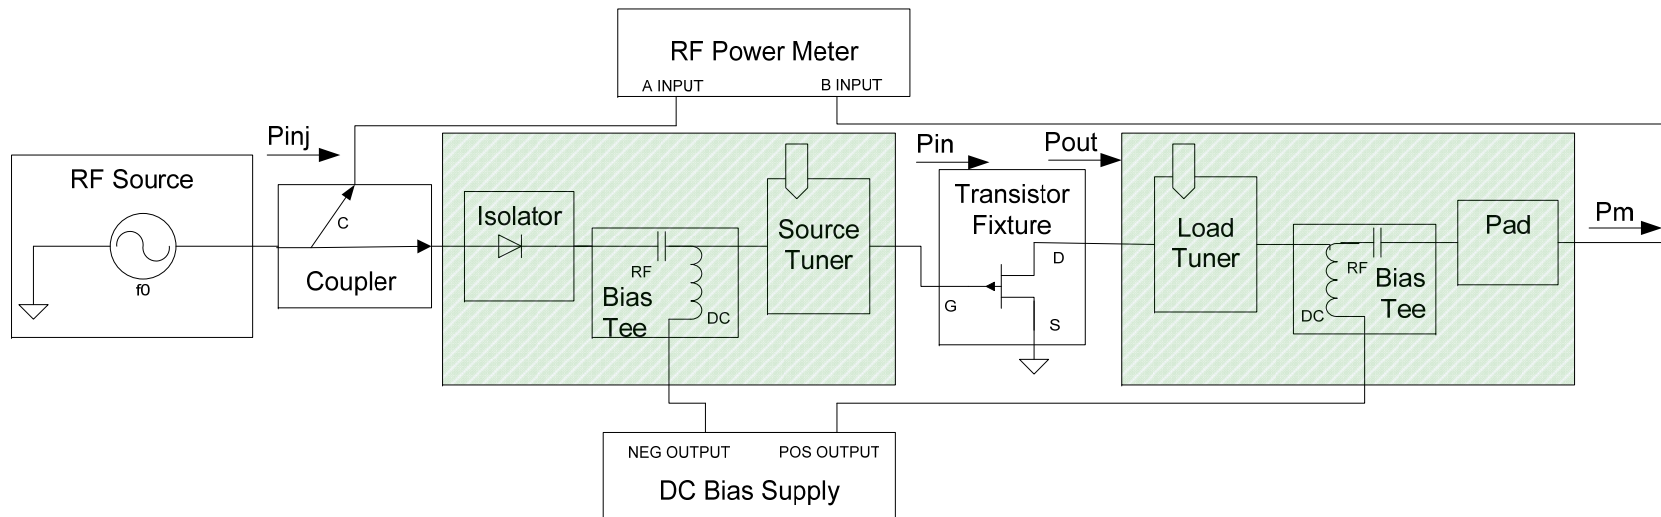 RF Power Meter
A INPUT
B INPUT
Pinj
Pin
Pout
RF Source
f0
C
Coupler
Isolator
RF
Bias
Tee
DC
Source
Tuner
Transistor
Fixture
D
G
S
Load
Tuner
RF
Bias
Tee
DC
Pad
Pm
NEG OUTPUT
POS OUTPUT
DC Bias Supply